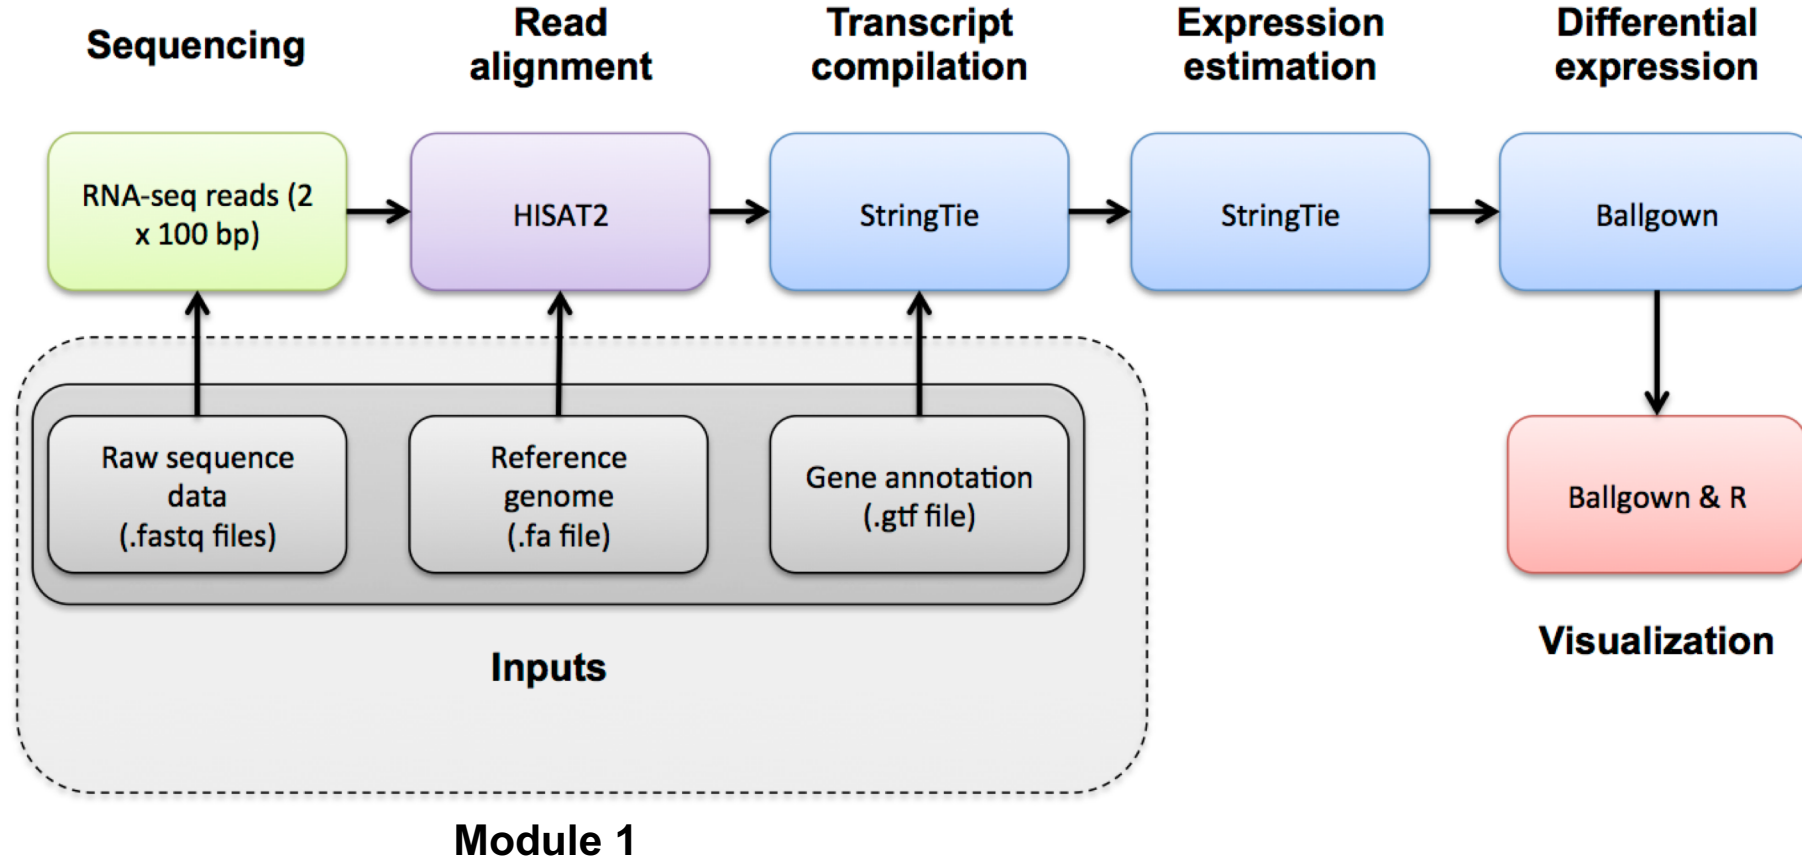 Sequencing
Read
alignment
Transcript
compilation
Expression
estimation
Differential
expression
RNA-seq reads (2
x 100 bp)
HISAT2
StringTie
StringTie
Ballgown
Raw sequence
data
(.fastq files)
Reference
genome
(.fa file)
Gene annotation
(.gtf file)
Ballgown & R
Inputs
Visualization
Module 1